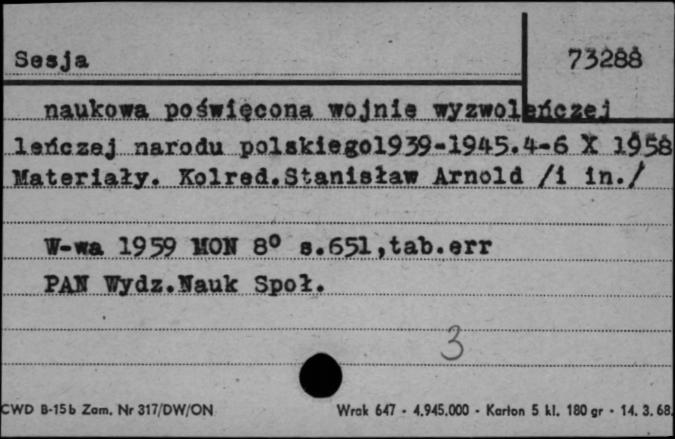 Sesja 73288
naukowa poświęcona wojnie wyzwoleńczej
leńczej narodu polskiego1939-1945.4-6 X 1958
Materiały. Kolred.Stanisław Arnold /i in./
W-wa 1959 MON 8° s.651,tab.err
PAN Wydz.Nauk Społ.
3
CWD B-15b Zam. Nr 317/DW/ON Wrak 647 - 4.945.000 - Karton 5 kl. 180 gr - 14. 3. 68.